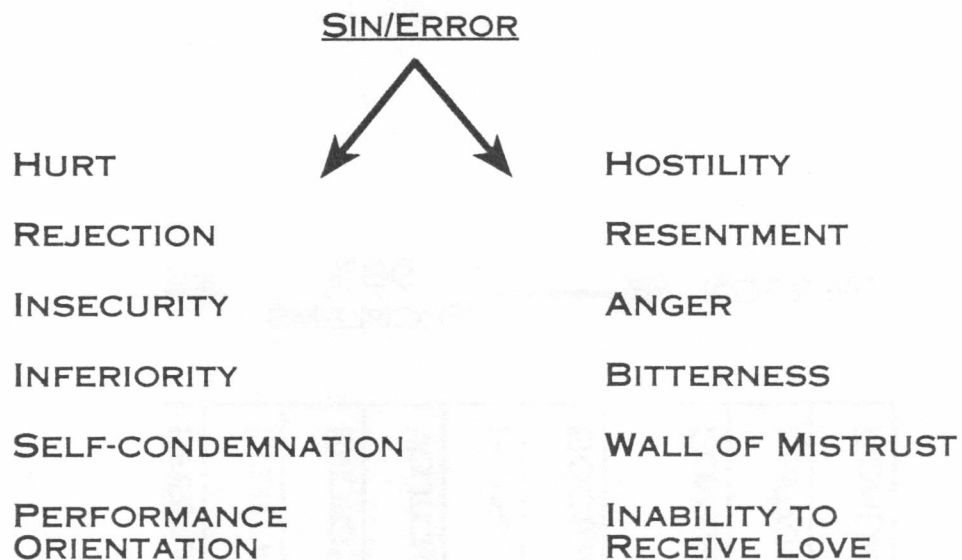 SIN/ERROR
HURT
REJECTION
INSECURITY
INFERIORITY
SELF-CONDEMNATION
PERFORMANCE
ORIENTATION
HOSTILITY
RESENTMENT
ANGER
BITTERNESS
WALL OF MISTRUST
INABILITY TO
RECEIVE LOVE